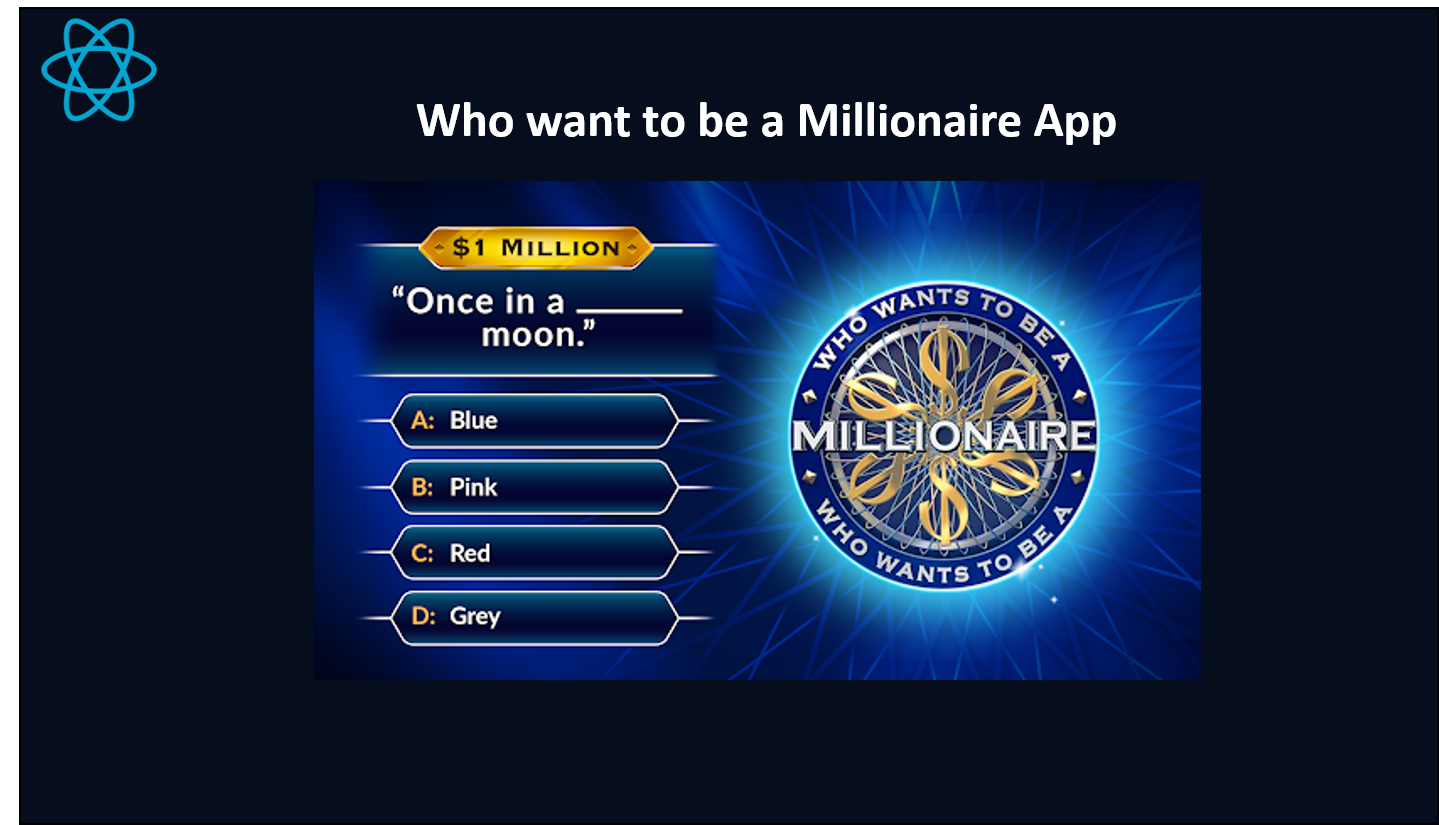 Who want to be a Millionaire App
$1 MILLION
“Once in a ______
moon.”
A: Blue
B: Pink
C: Red
D: Grey
WHO WANTS TO BE A
MILLIONAIRE
WHO WANTS TO BE A